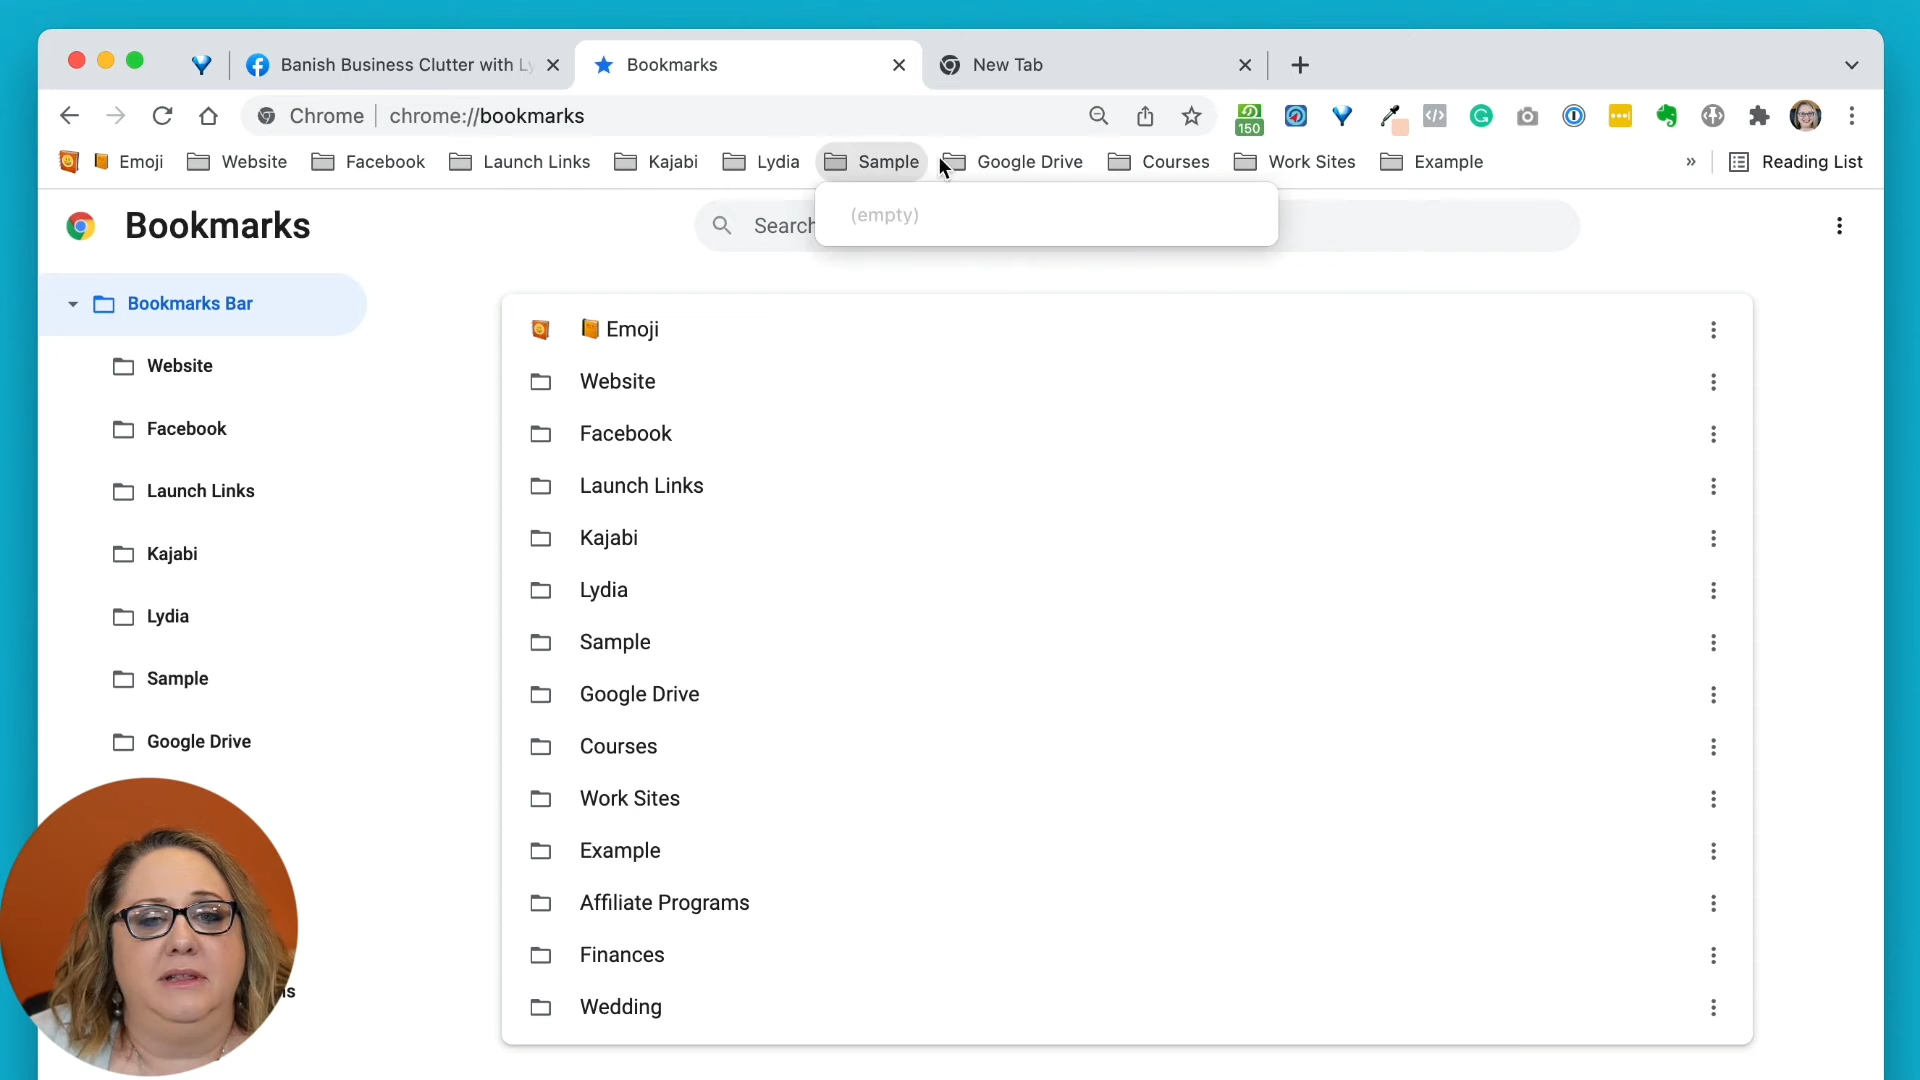 Banish Business Clutter with Ly
Bookmarks
New Tab
Chrome
chrome://bookmarks
150
Emoji
Website
Facebook
Launch Links
Kajabi
Lydia
Sample
Google Drive
Courses
Work Sites
Example
»
Reading List
Bookmarks
Search
(empty)
Bookmarks Bar
Website
Facebook
Launch Links
Kajabi
Lydia
Sample
Google Drive
Emoji
Website
Facebook
Launch Links
Kajabi
Lydia
Sample
Google Drive
Courses
Work Sites
Example
Affiliate Programs
Finances
Wedding